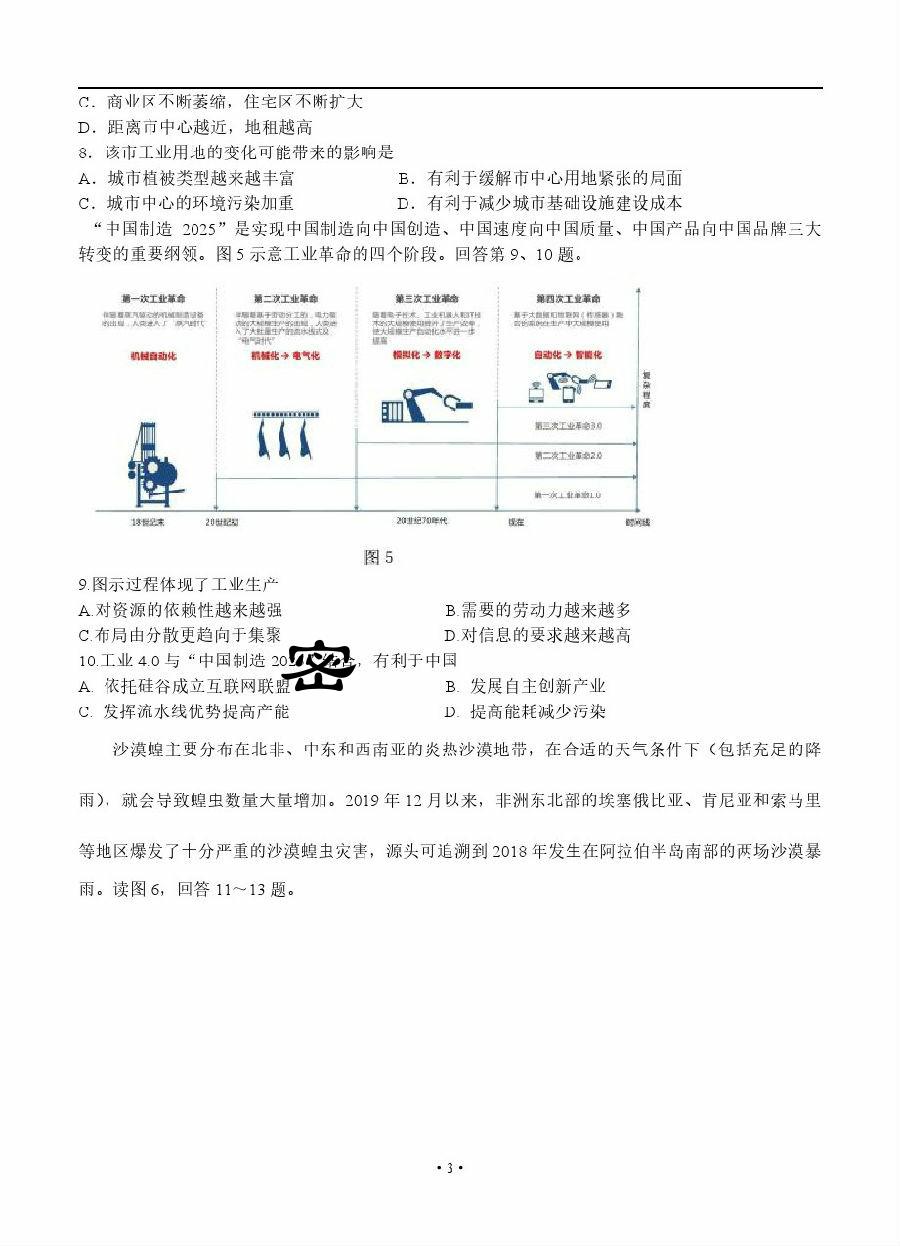 C．商业区不断萎缩，住宅区不断扩大
D．距离市中心越近，地租越高
8．该市工业用地的变化可能带来的影响是
A．城市植被类型越来越丰富 B．有利于缓解市中心用地紧张的局面
C．城市中心的环境污染加重 D．有利于减少城市基础设施建设成本
“中国制造 2025”是实现中国制造向中国创造、中国速度向中国质量、中国产品向中国品牌三大
转变的重要纲领。图 5 示意工业革命的四个阶段。回答第 9、10 题。
第一次工业革命 第二次工业革命 第三次工业革命 第四次工业革命
机械自动化 机械化→电气化 模拟化→数字化 自动化→智能化
复杂程度
第三次工业革命3.0
第二次工业革命2.0
第一次工业革命1.0
18世纪末 20世纪初 20世纪70年代 现在 时间线
图 5
9.图示过程体现了工业生产
A.对资源的依赖性越来越强 B.需要的劳动力越来越多
C.布局由分散更趋向于集聚 D.对信息的要求越来越高
10.工业 4.0 与“中国制造 20 ，有利于中国
密
A. 依托硅谷成立互联网联盟 B. 发展自主创新产业
C. 发挥流水线优势提高产能 D. 提高能耗减少污染
沙漠蝗主要分布在北非、中东和西南亚的炎热沙漠地带，在合适的天气条件下（包括充足的降
雨），就会导致蝗虫数量大量增加。2019 年 12 月以来，非洲东北部的埃塞俄比亚、肯尼亚和索马里
等地区爆发了十分严重的沙漠蝗虫灾害，源头可追溯到 2018 年发生在阿拉伯半岛南部的两场沙漠暴
雨。读图 6，回答 11～13 题。
• 3 •